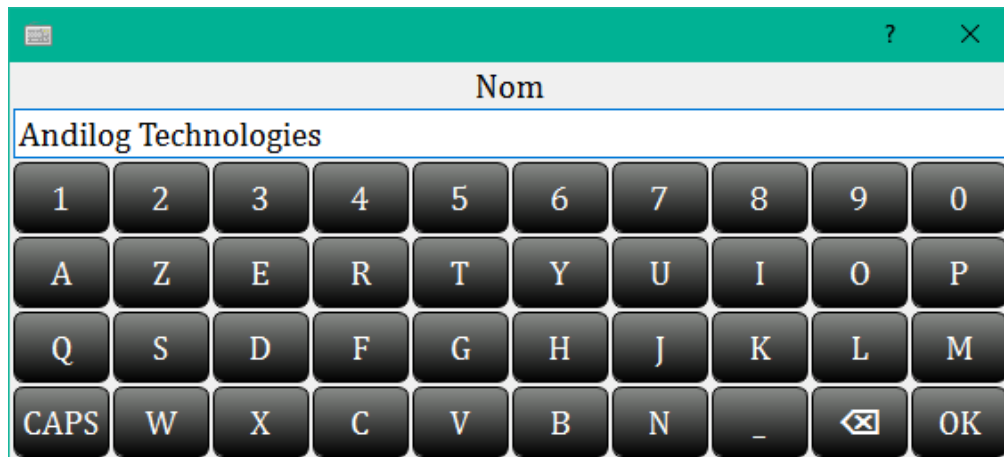 ?
Nom
Andilog Technologies
1 2 3 4 5 6 7 8 9 0
A Z E R T Y U I O P
Q S D F G H J K L M
CAPS W X C V B N _ OK